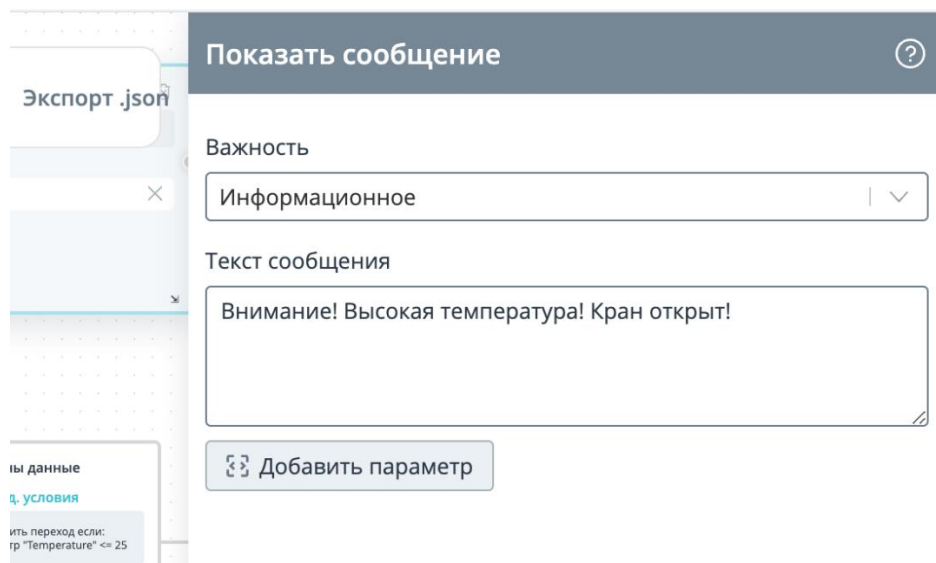 Показать сообщение
Экспорт .json
Важность
Информационное
Текст сообщения
Внимание! Высокая температура! Кран открыт!
Добавить параметр
данные
условия
переход если:
"Temperature" <= 25